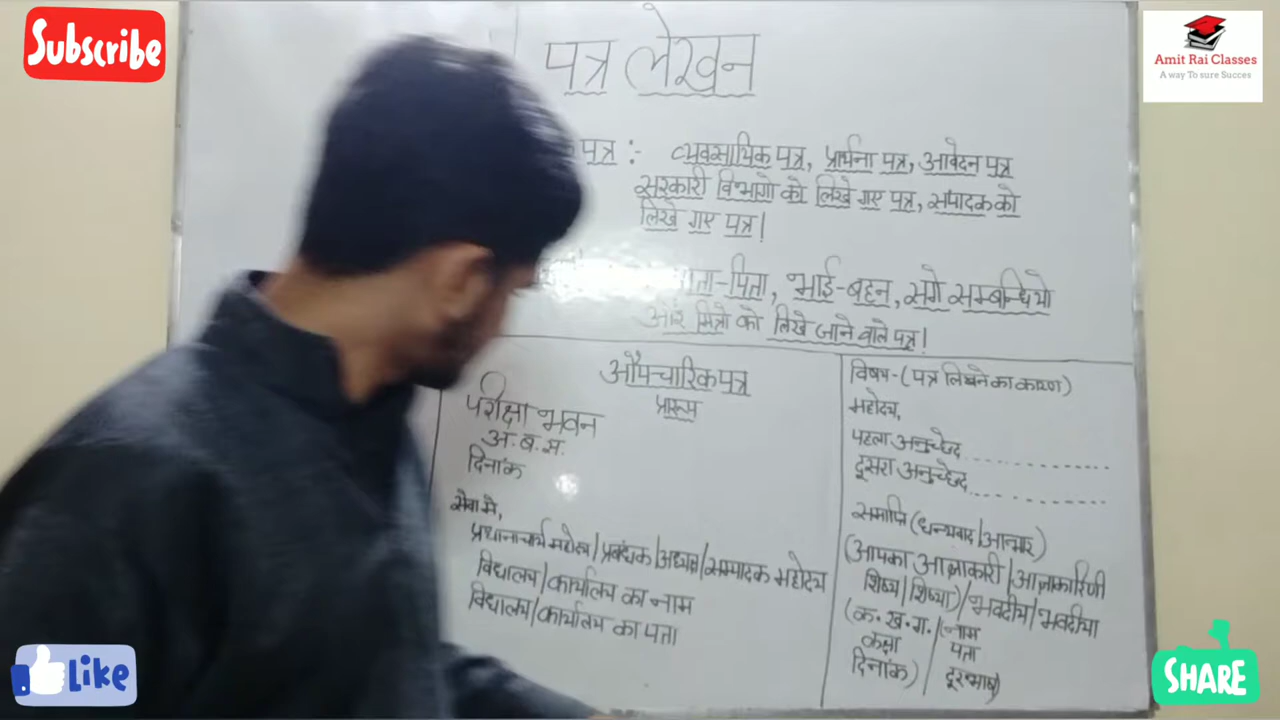 Subscribe
Amit Rai Classes
A way To sure Succes
पत्र लेखन
पत्र :- व्यवसायिक पत्र, प्रार्थना पत्र, आवेदन पत्र
सरकारी विभागो को लिखे गए पत्र, संपादक को
लिखे गए पत्र!
ता-पिता, भाई-बहन, सगे सम्बन्धियो
और मित्रो को लिखे जाने वाले पत्र!
औपचारिक पत्र
प्रारूप
परीक्षा भवन
अ.ब.स.
दिनांक
सेवा मे,
प्रधानाचार्य महोदय/प्रबंधक/अध्यक्ष/सम्पादक महोदय
विद्यालय/कार्यालय का नाम
विद्यालय/कार्यालय का पता
विषय-(पत्र लिखने का कारण)
महोदय,
पहला अनुच्छेद
दूसरा अनुच्छेद
समाप्ति (धन्यवाद/आभार)
(आपका आज्ञाकारी/आज्ञाकारिणी
शिष्य/शिष्या)/भवदीय/भवदीया
(क.ख.ग./(नाम
कक्षा पता
दिनांक) दूरभाष)
Like
SHARE